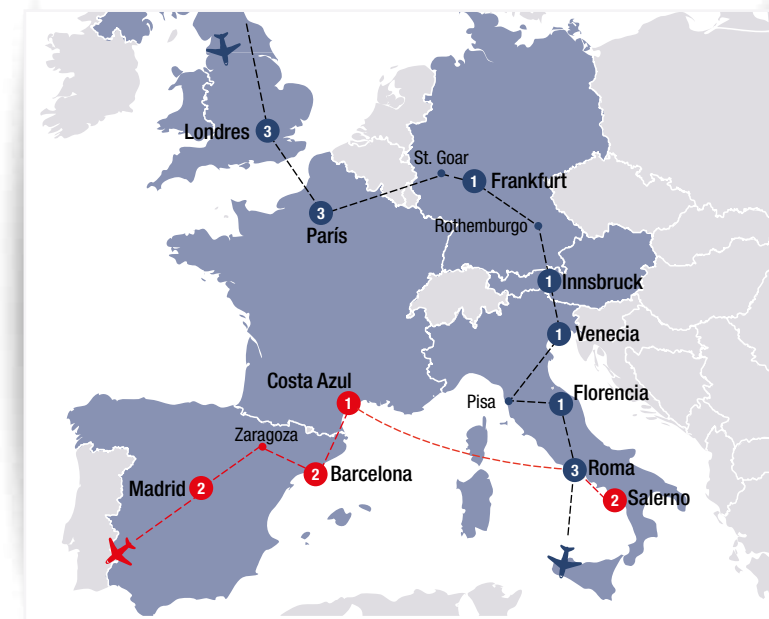 Londres 3
3
París
St. Goar
1 Frankfurt
Rothemburgo
1 Innsbruck
1 Venecia
Costa Azul
1
Pisa
1 Florencia
Zaragoza
Madrid 2
2 Barcelona
3 Roma
2 Salerno